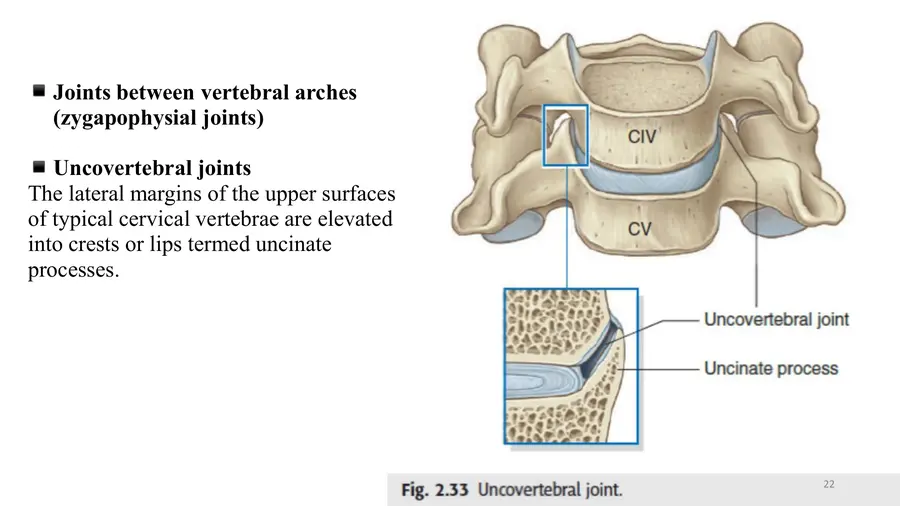 Joints between vertebral arches
(zygapophysial joints)
Uncovertebral joints
The lateral margins of the upper surfaces
of typical cervical vertebrae are elevated
into crests or lips termed uncinate
processes.
CIV
CV
Uncovertebral joint
Uncinate process
Fig. 2.33 Uncovertebral joint.
22